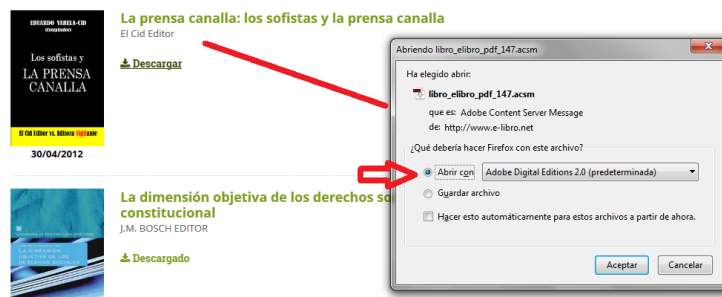 EDUARDO VARELA-CID
(Compilador)
Los sofistas y
LA PRENSA
CANALLA
El Cid Editor vs. Editora Vigilante
30/04/2012
La prensa canalla: los sofistas y la prensa canalla
El Cid Editor
Descargar
LA DIMENSIÓN
OBJETIVA DE LOS
DERECHOS SOCIALES
La dimensión objetiva de los derechos so
constitucional
J.M. BOSCH EDITOR
Descargado
Abriendo libro_elibro_pdf_147.acsm
Ha elegido abrir:
libro_elibro_pdf_147.acsm
que es: Adobe Content Server Message
de: http://www.e-libro.net
¿Qué debería hacer Firefox con este archivo?
Abrir con Adobe Digital Editions 2.0 (predeterminada)
Guardar archivo
Hacer esto automáticamente para estos archivos a partir de ahora.
Aceptar Cancelar